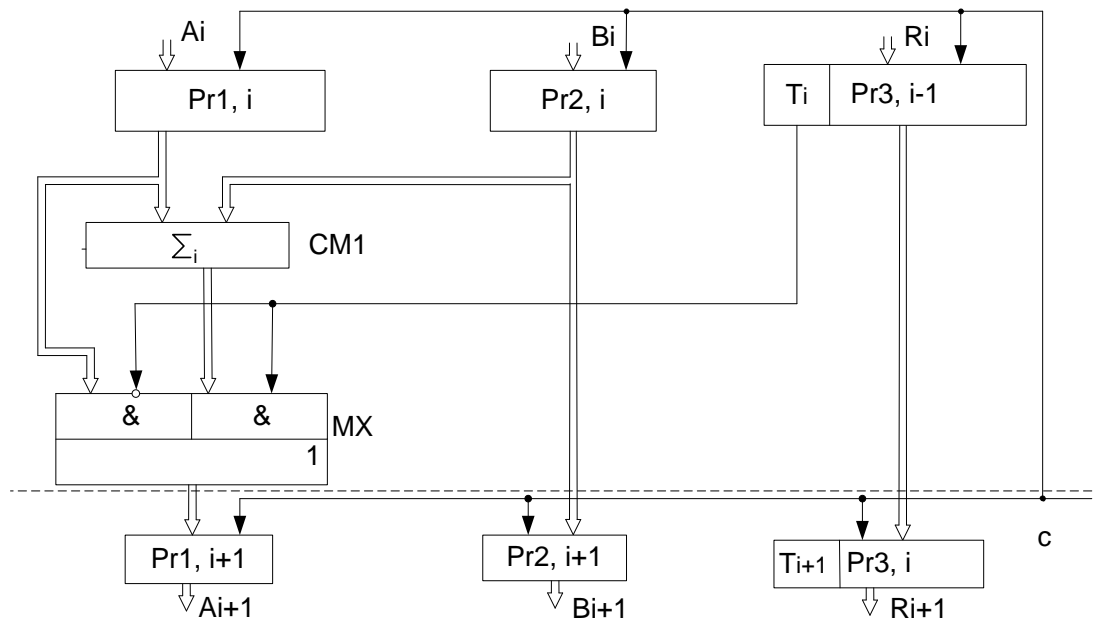 Ai Bi Ri
Pr1, i Pr2, i Ti Pr3, i-1
∑i CM1
& & MX
1
c
Pr1, i+1 Pr2, i+1 Ti+1 Pr3, i
Ai+1 Bi+1 Ri+1